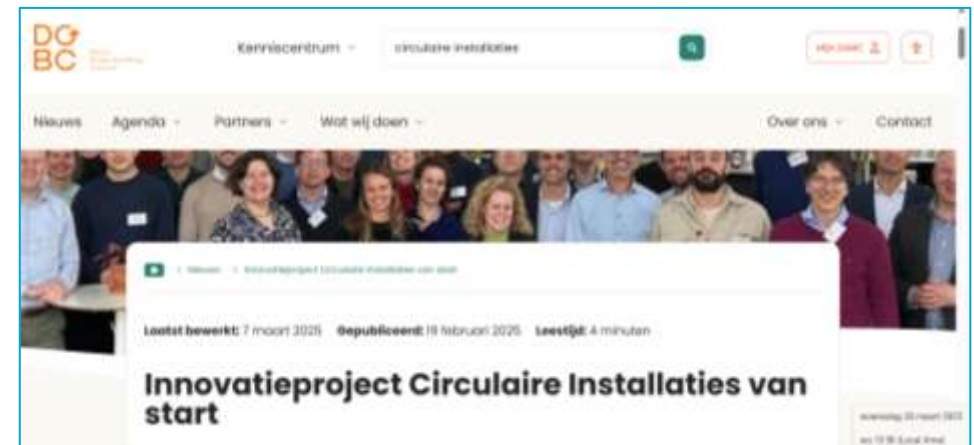 DG
BC
Kenniscentrum
circulaire installaties
Nieuws Agenda Partners Wat wij doen Over ons Contact
Nieuws > Innovatieproject Circulaire Installaties van start
Laatst bewerkt: 7 maart 2025 Gepubliceerd: 19 februari 2025 Leestijd: 4 minuten
Innovatieproject Circulaire Installaties van
start